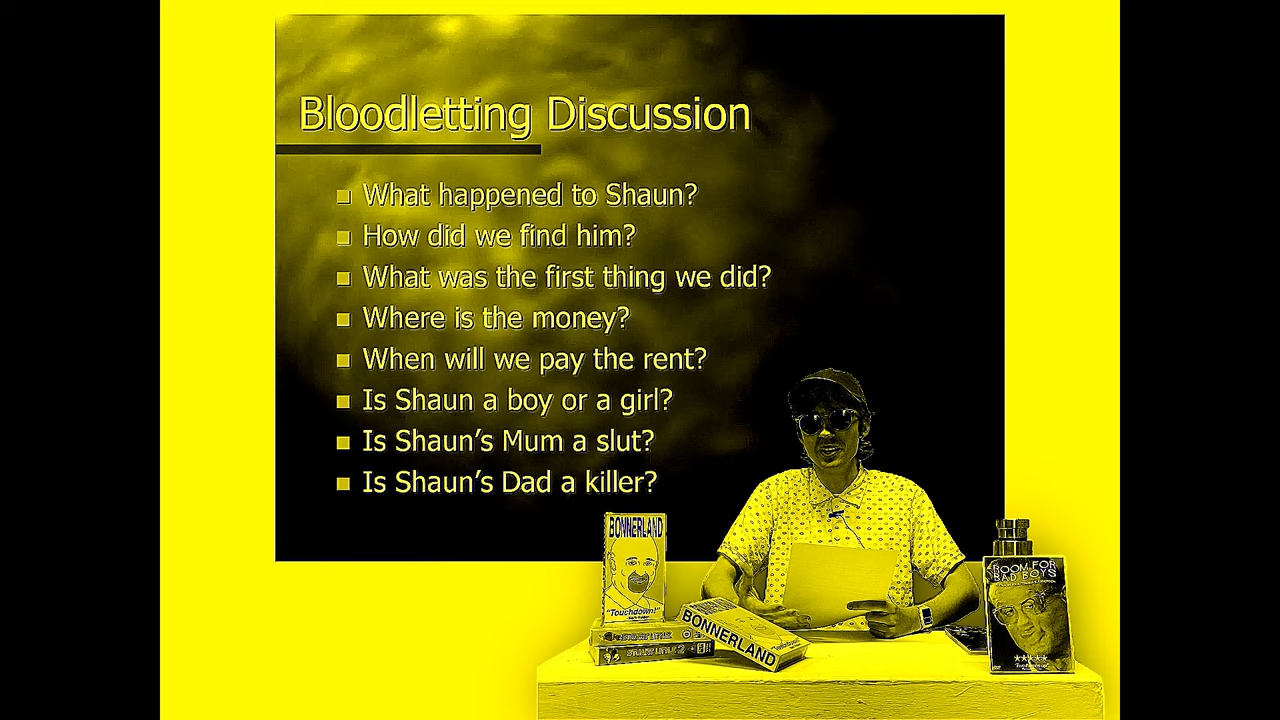 Bloodletting Discussion
What happened to Shaun?
How did we find him?
What was the first thing we did?
Where is the money?
When will we pay the rent?
Is Shaun a boy or a girl?
Is Shaun's Mum a slut?
Is Shaun's Dad a killer?
BONNERLAND
"Touchdown!"
BONNERLAND
ROOM FOR
BAD BOYS